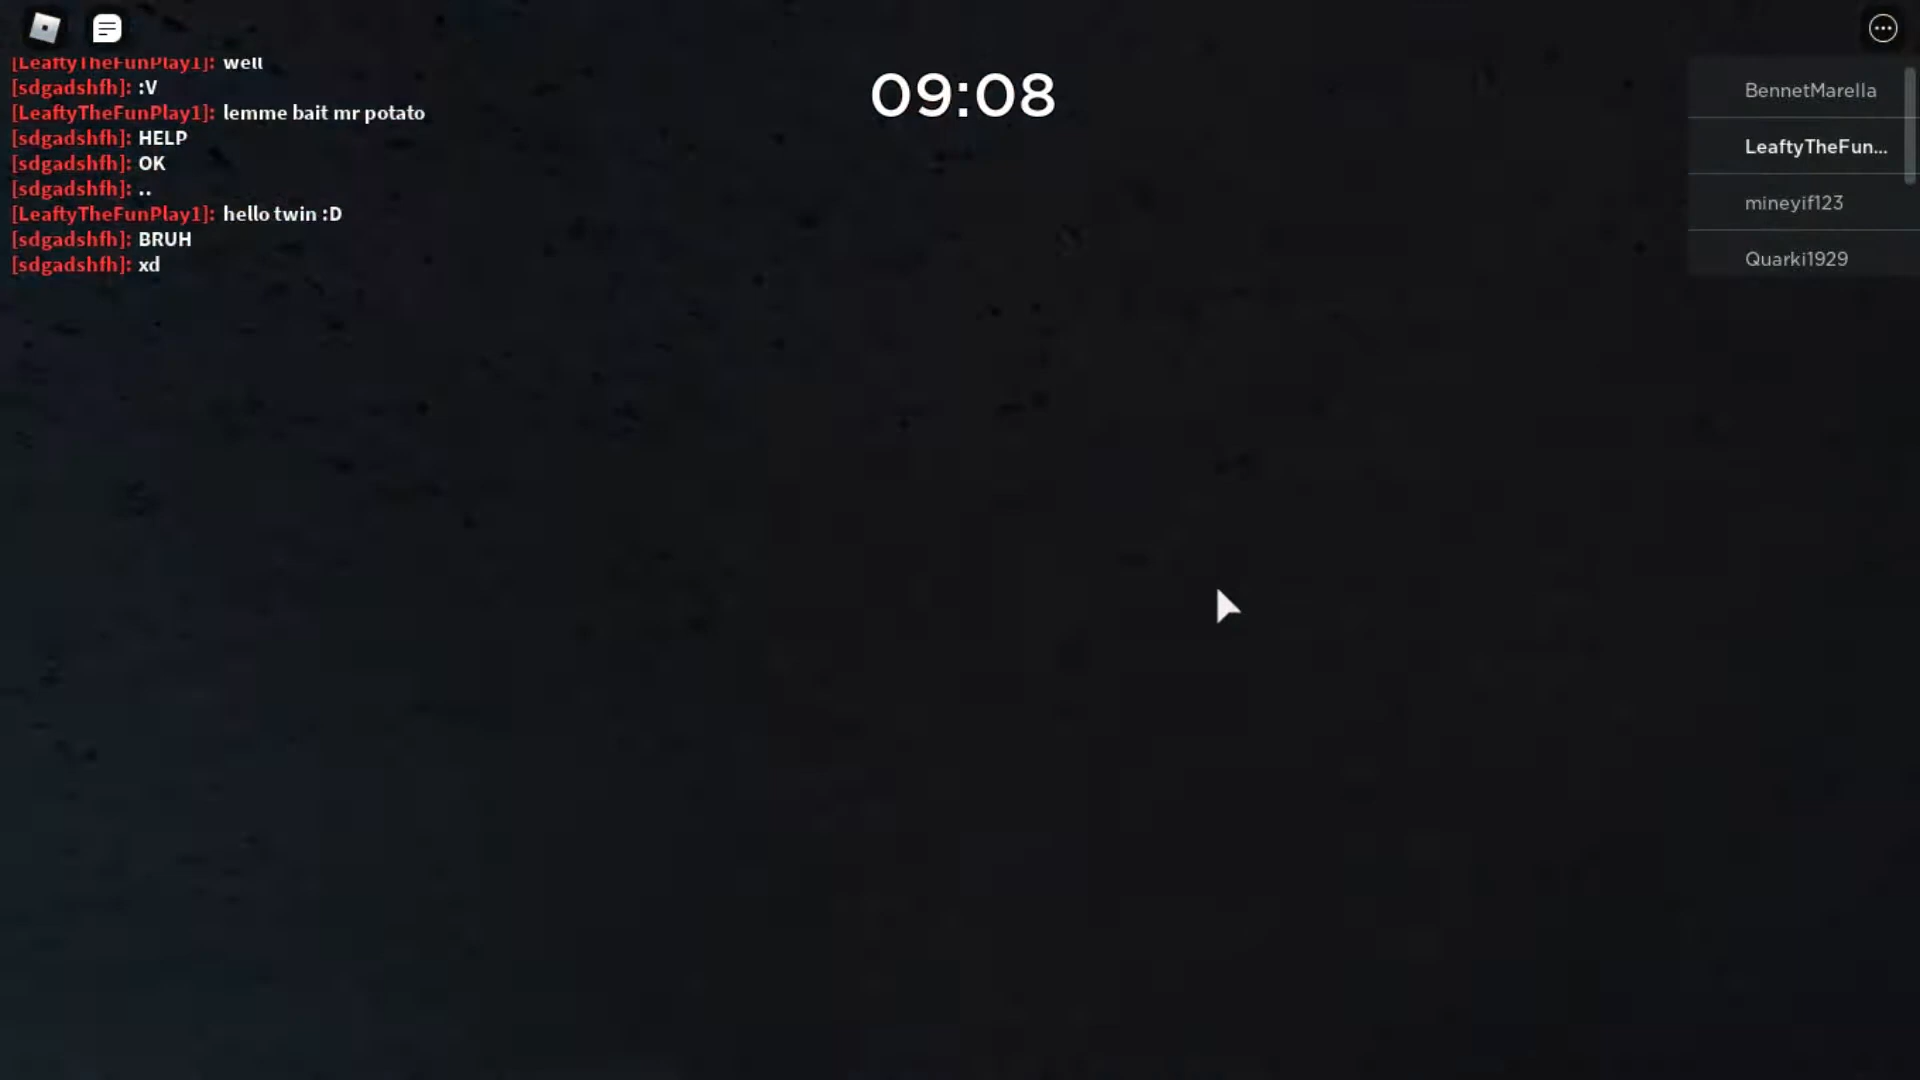 [LeaftyTheFunPlay1]: well
[sdgadshfh]: :V
[LeaftyTheFunPlay1]: lemme bait mr potato
[sdgadshfh]: HELP
[sdgadshfh]: OK
[sdgadshfh]: ..
[LeaftyTheFunPlay1]: hello twin :D
[sdgadshfh]: BRUH
[sdgadshfh]: xd
09:08
BennetMarella
LeaftyTheFun...
mineyif123
Quarki1929